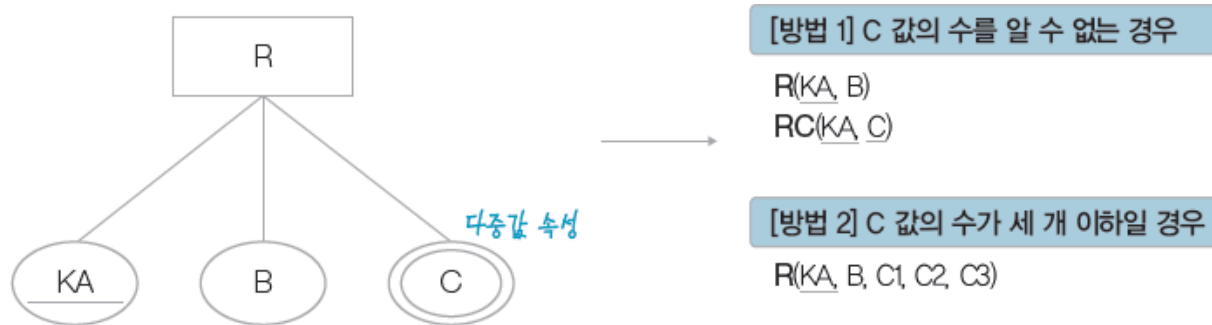 R
KA
B
C
다중값 속성
[방법 1] C 값의 수를 알 수 없는 경우
R(KA, B)
RC(KA, C)
[방법 2] C 값의 수가 세 개 이하일 경우
R(KA, B, C1, C2, C3)